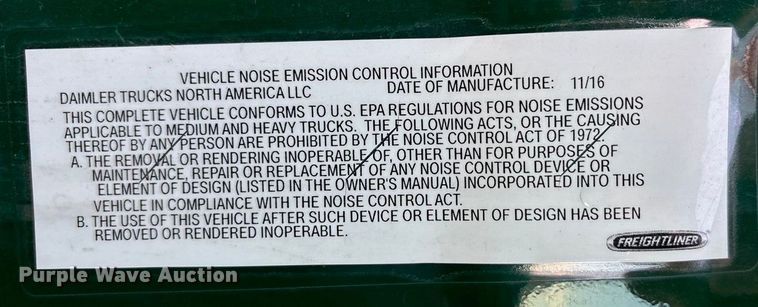 VEHICLE NOISE EMISSION CONTROL INFORMATION
DAIMLER TRUCKS NORTH AMERICA LLC DATE OF MANUFACTURE: 11/16
THIS COMPLETE VEHICLE CONFORMS TO U.S. EPA REGULATIONS FOR NOISE EMISSIONS
APPLICABLE TO MEDIUM AND HEAVY TRUCKS. THE FOLLOWING ACTS, OR THE CAUSING
THEREOF BY ANY PERSON ARE PROHIBITED BY THE NOISE CONTROL ACT OF 1972.
A. THE REMOVAL OR RENDERING INOPERABLE OF, OTHER THAN FOR PURPOSES OF
MAINTENANCE, REPAIR OR REPLACEMENT OF ANY NOISE CONTROL DEVICE OR
ELEMENT OF DESIGN (LISTED IN THE OWNER'S MANUAL) INCORPORATED INTO THIS
VEHICLE IN COMPLIANCE WITH THE NOISE CONTROL ACT.
B. THE USE OF THIS VEHICLE AFTER SUCH DEVICE OR ELEMENT OF DESIGN HAS BEEN
REMOVED OR RENDERED INOPERABLE.
FREIGHTLINER
Purple Wave Auction